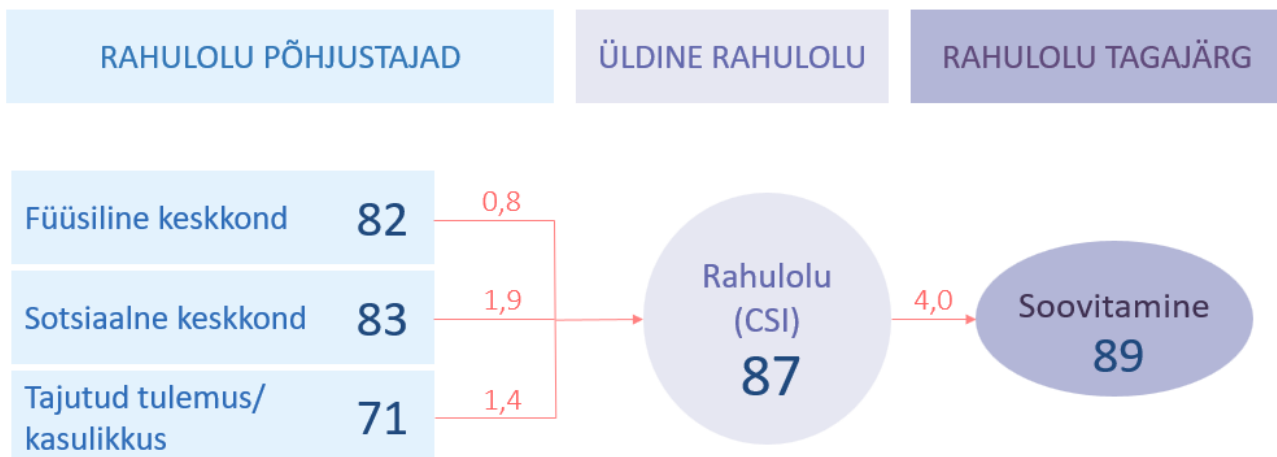 RAHULOLU PÕHJUSTAJAD
ÜLDINE RAHULOLU
RAHULOLU TAGAJÄRG
Füüsiline keskkond 82
0,8
Sotsiaalne keskkond 83
1,9
Tajutud tulemus/
kasulikkus 71
1,4
Rahulolu
(CSI)
87
4,0
Soovitamine
89